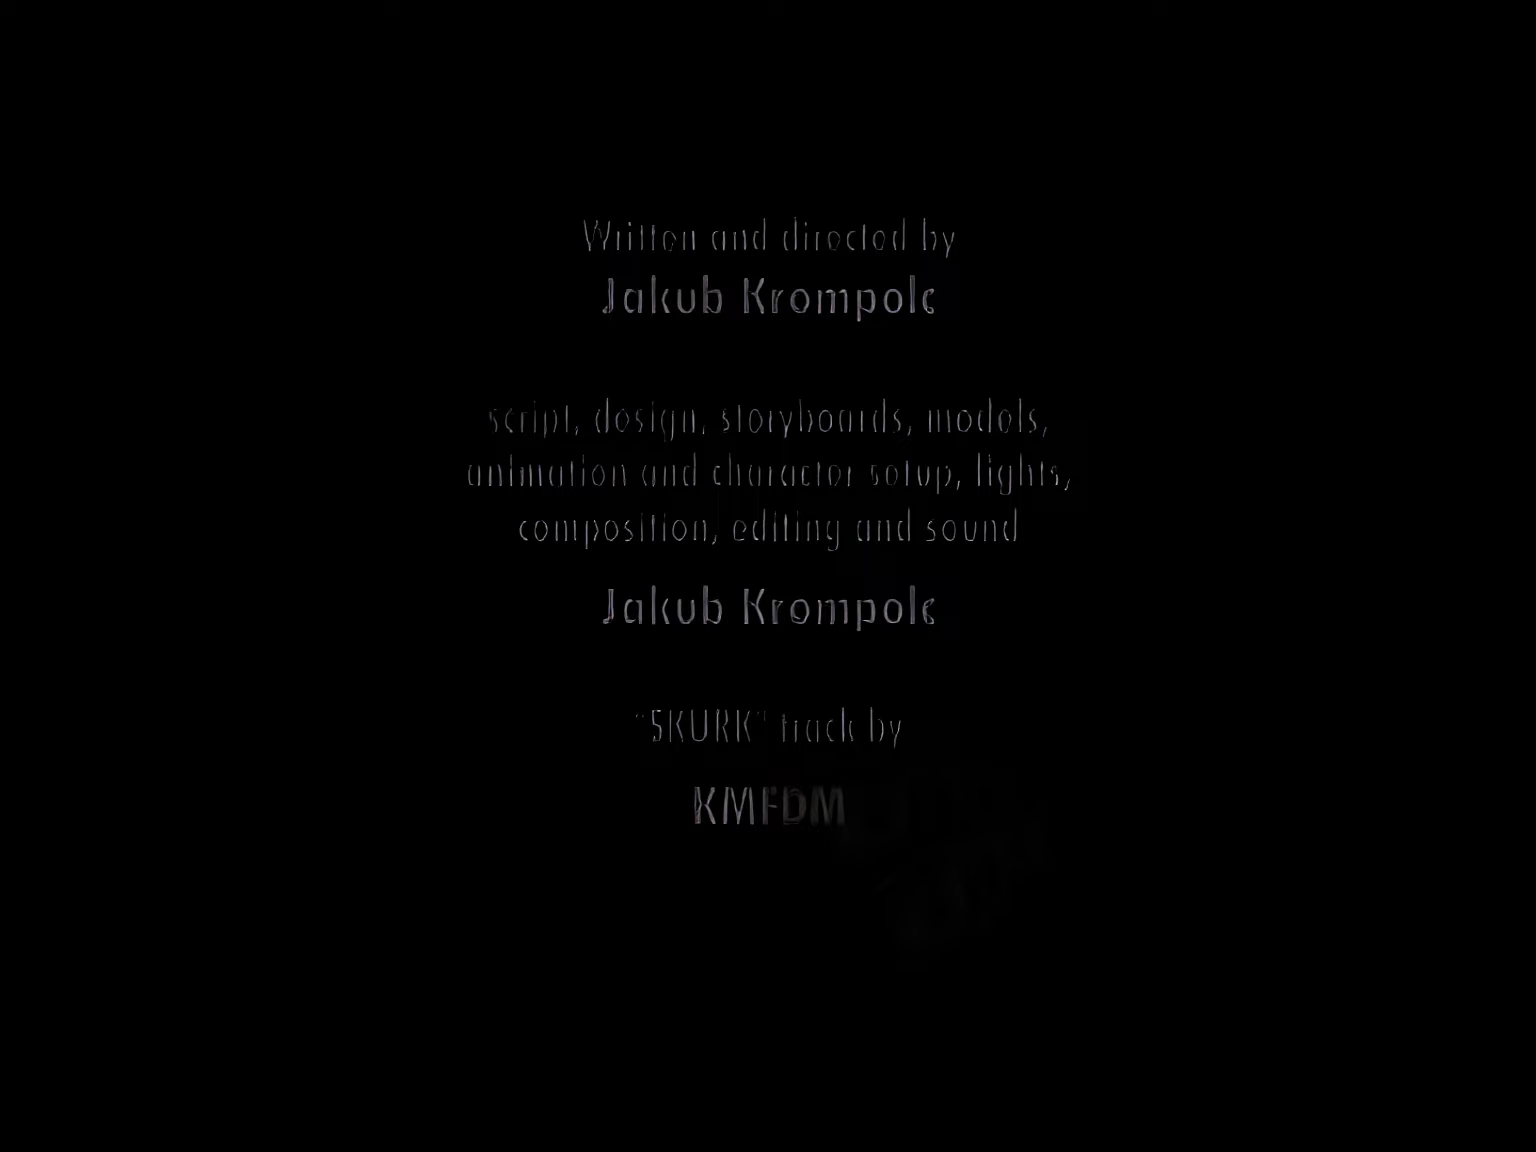 Written and directed by
Jakub Krompolc
script, design, storyboards, models,
animation and character setup, lights,
composition, editing and sound
Jakub Krompolc
"SKURK" track by
KMFDM